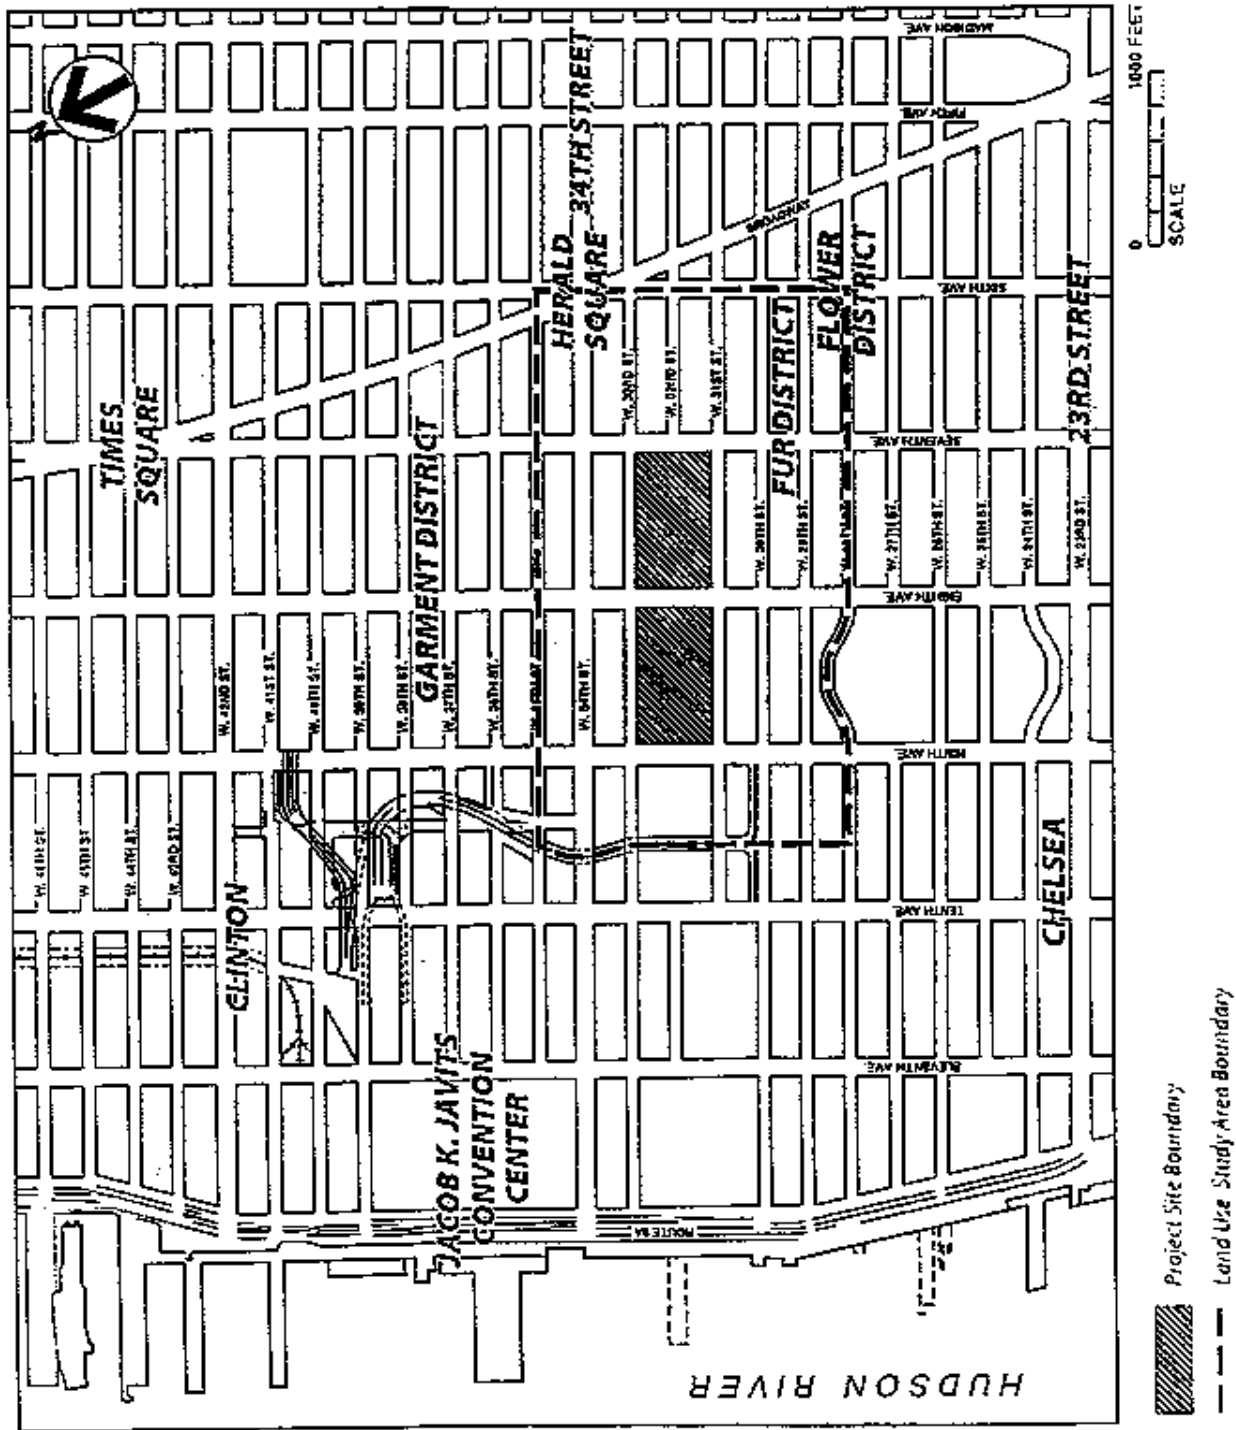 N
TIMES
SQUARE
MADISON AVE.
FIFTH AVE.
HERALD
SQUARE
34TH STREET
BROADWAY
FLOWER
DISTRICT
SIXTH AVE.
23RD STREET
W. 33RD ST.
W. 32ND ST.
W. 31ST ST.
FUR DISTRICT
GARMENT DISTRICT
SEVENTH AVE.
W. 30TH ST.
W. 29TH ST.
W. 27TH ST.
W. 26TH ST.
W. 25TH ST.
W. 24TH ST.
W. 23RD ST.
EIGHTH AVE.
W. 42ND ST.
W. 41ST ST.
W. 40TH ST.
W. 39TH ST.
W. 38TH ST.
W. 37TH ST.
W. 36TH ST.
W. 34TH ST.
NINTH AVE.
W. 45TH ST.
W. 44TH ST.
W. 43RD ST.
CLINTON
TENTH AVE.
CHELSEA
JACOB K. JAVITS
CONVENTION
CENTER
ELEVENTH AVE.
ROUTE 9A
HUDSON RIVER
0 1000 FEET
SCALE
Project Site Boundary
Land Use Study Area Boundary